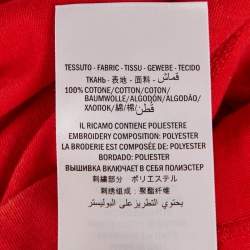 TESSUTO - FABRIC - TISSU - GEWEBE - TECIDO
ТКАНЬ - 表地 - 面料 - قماش
100% COTONE/COTTON/COTON/
BAUMWOLLE/ALGODÓN/ALGODÃO/
ХЛОПОК/綿/棉/ قطن
IL RICAMO CONTIENE POLIESTERE
EMBROIDERY COMPOSITION: POLYESTER
LA BRODERIE EST COMPOSÉE DE: POLYESTER
BORDADO: POLIÉSTER
ВЫШИВКА ВКЛЮЧАЕТ В СЕБЯ ПОЛИЭСТЕР
刺繍部分 ポリエステル
刺绣组成：聚酯纤维
يحتوي التطريز على البوليستر